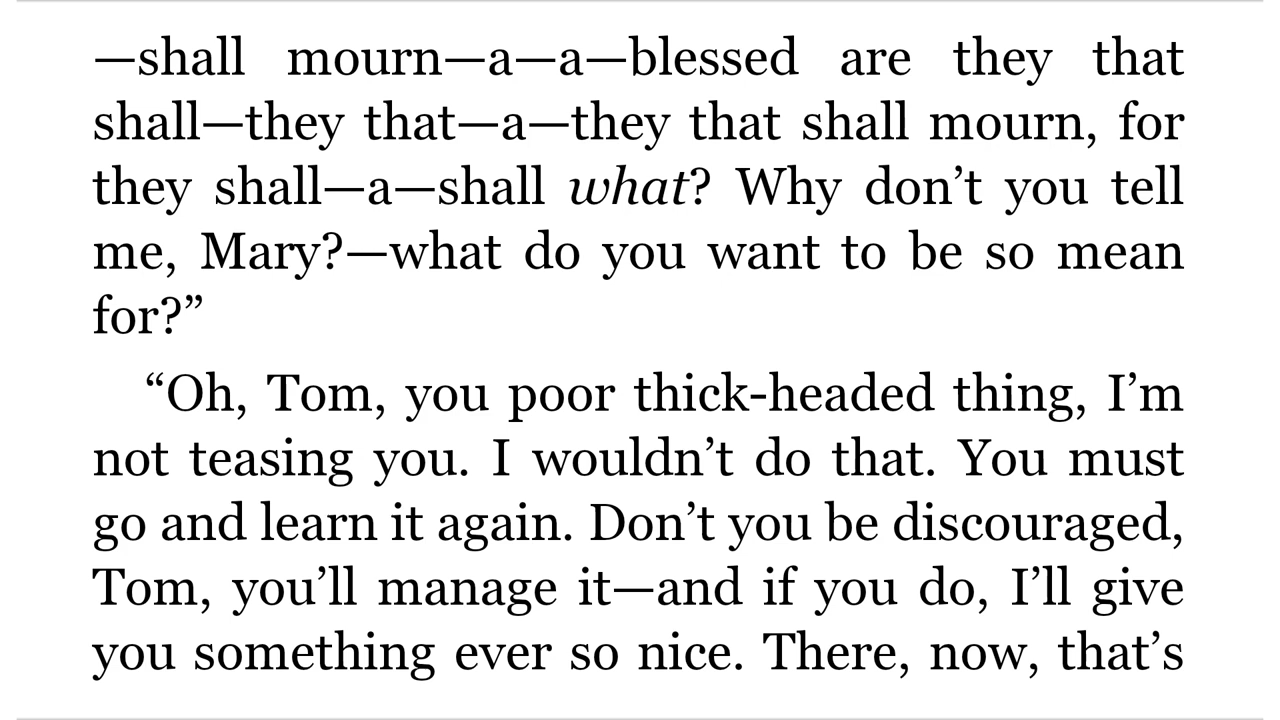 —shall mourn—a—a—blessed are they that
shall—they that—a—they that shall mourn, for
they shall—a—shall what? Why don’t you tell
me, Mary?—what do you want to be so mean
for?”
“Oh, Tom, you poor thick-headed thing, I’m
not teasing you. I wouldn’t do that. You must
go and learn it again. Don’t you be discouraged,
Tom, you’ll manage it—and if you do, I’ll give
you something ever so nice. There, now, that’s